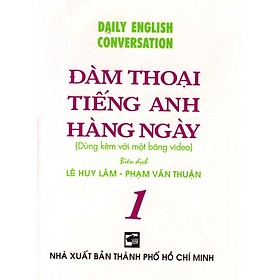 DAILY ENGLISH
CONVERSATION
ĐÀM THOẠI
TIẾNG ANH
HÀNG NGÀY
(Dùng kèm với một băng video)
Biên dịch
LÊ HUY LÂM - PHẠM VĂN THUẬN
1
NHÀ XUẤT BẢN THÀNH PHỐ HỒ CHÍ MINH